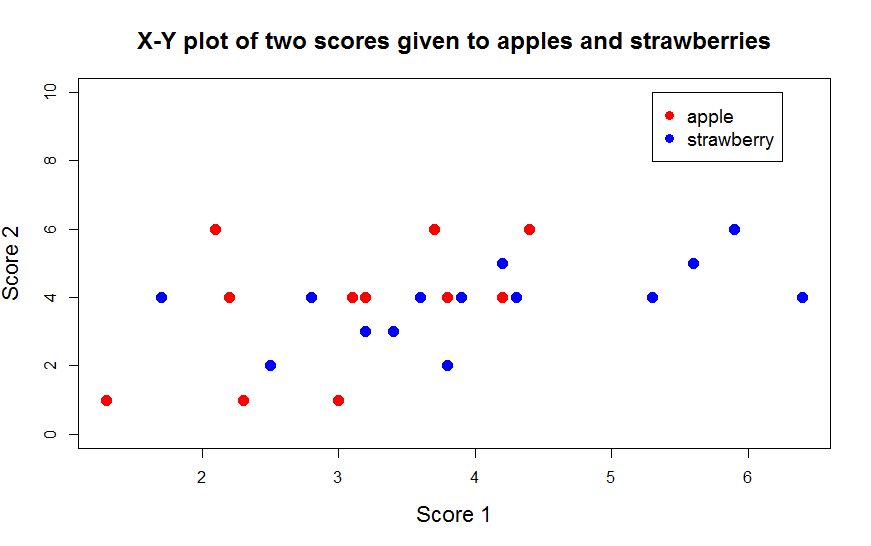 X-Y plot of two scores given to apples and strawberries
10
apple
strawberry
8
6
4
2
0
Score 2
2 3 4 5 6
Score 1